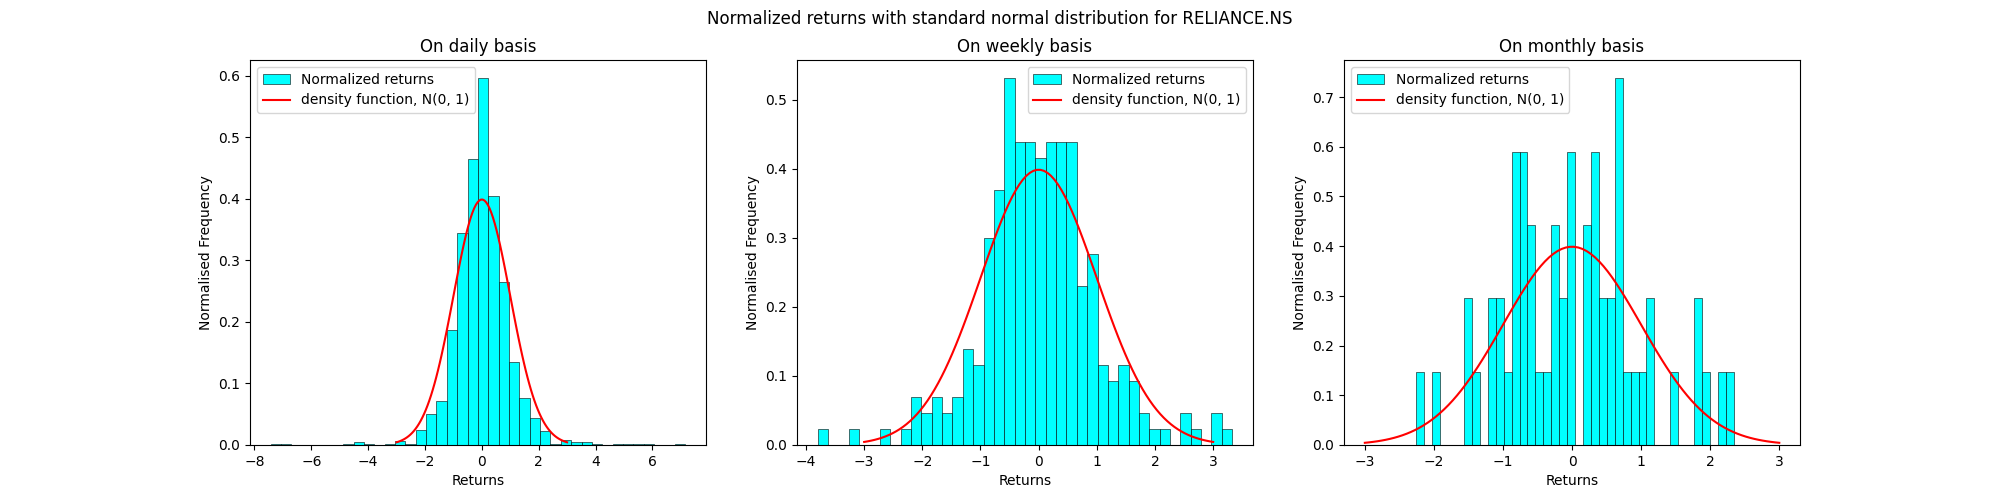 Normalized returns with standard normal distribution for RELIANCE.NS
On daily basis
Normalized returns
density function, N(0, 1)
Normalised Frequency
0.6
0.5
0.4
0.3
0.2
0.1
0.0
−8 −6 −4 −2 0 2 4 6
Returns
On weekly basis
Normalized returns
density function, N(0, 1)
Normalised Frequency
0.5
0.4
0.3
0.2
0.1
0.0
−4 −3 −2 −1 0 1 2 3
Returns
On monthly basis
Normalized returns
density function, N(0, 1)
Normalised Frequency
0.7
0.6
0.5
0.4
0.3
0.2
0.1
0.0
−3 −2 −1 0 1 2 3
Returns